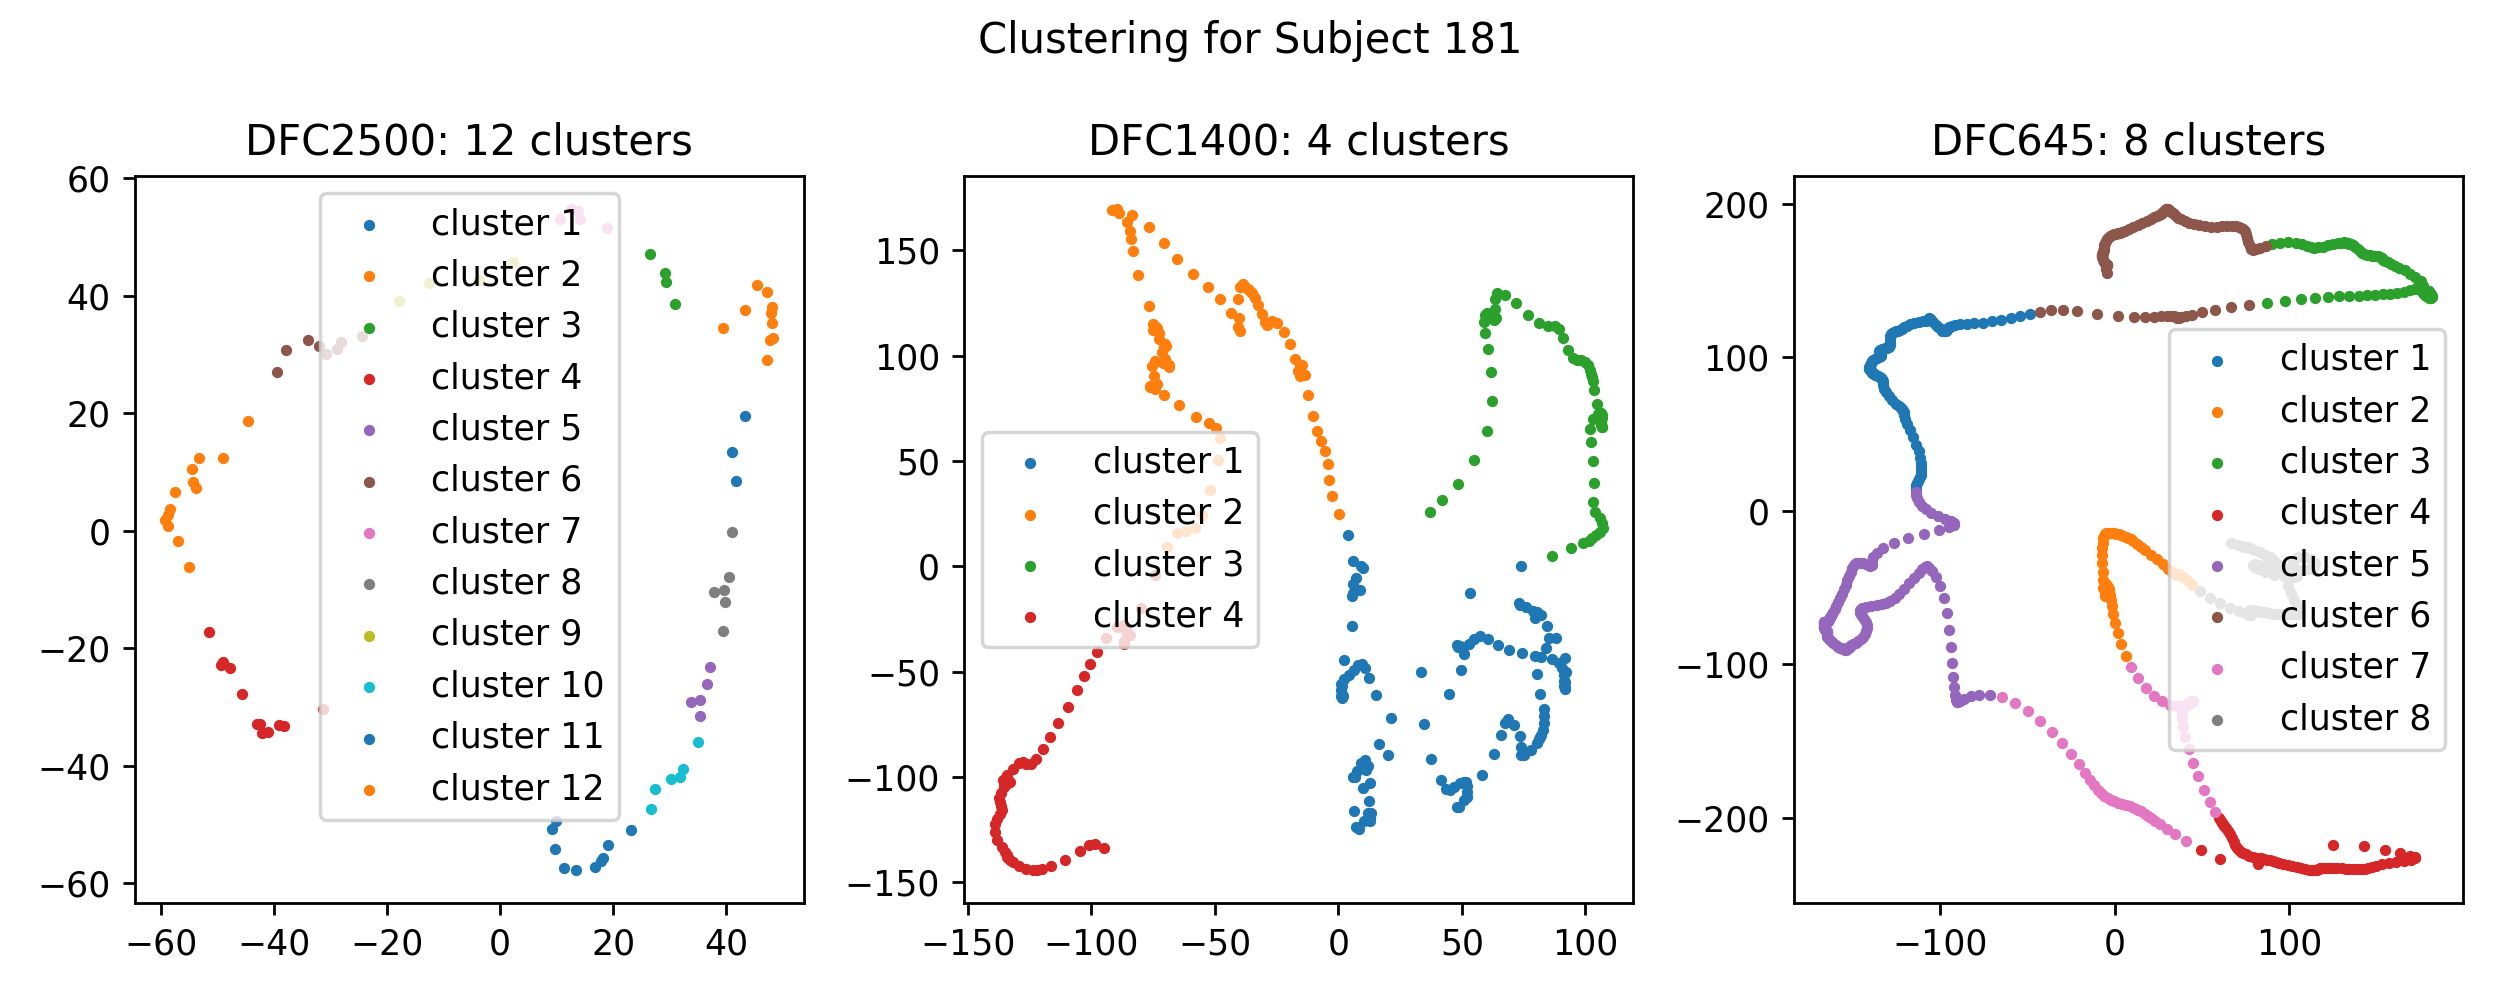 Clustering for Subject 181
DFC2500: 12 clusters
60
40
20
0
−20
−40
−60
−60
−40
−20
0
20
40
cluster 1
cluster 2
cluster 3
cluster 4
cluster 5
cluster 6
cluster 7
cluster 8
cluster 9
cluster 10
cluster 11
cluster 12
DFC1400: 4 clusters
150
100
50
0
−50
−100
−150
−150
−100
−50
0
50
100
cluster 1
cluster 2
cluster 3
cluster 4
DFC645: 8 clusters
200
100
0
−100
−200
−100
0
100
cluster 1
cluster 2
cluster 3
cluster 4
cluster 5
cluster 6
cluster 7
cluster 8